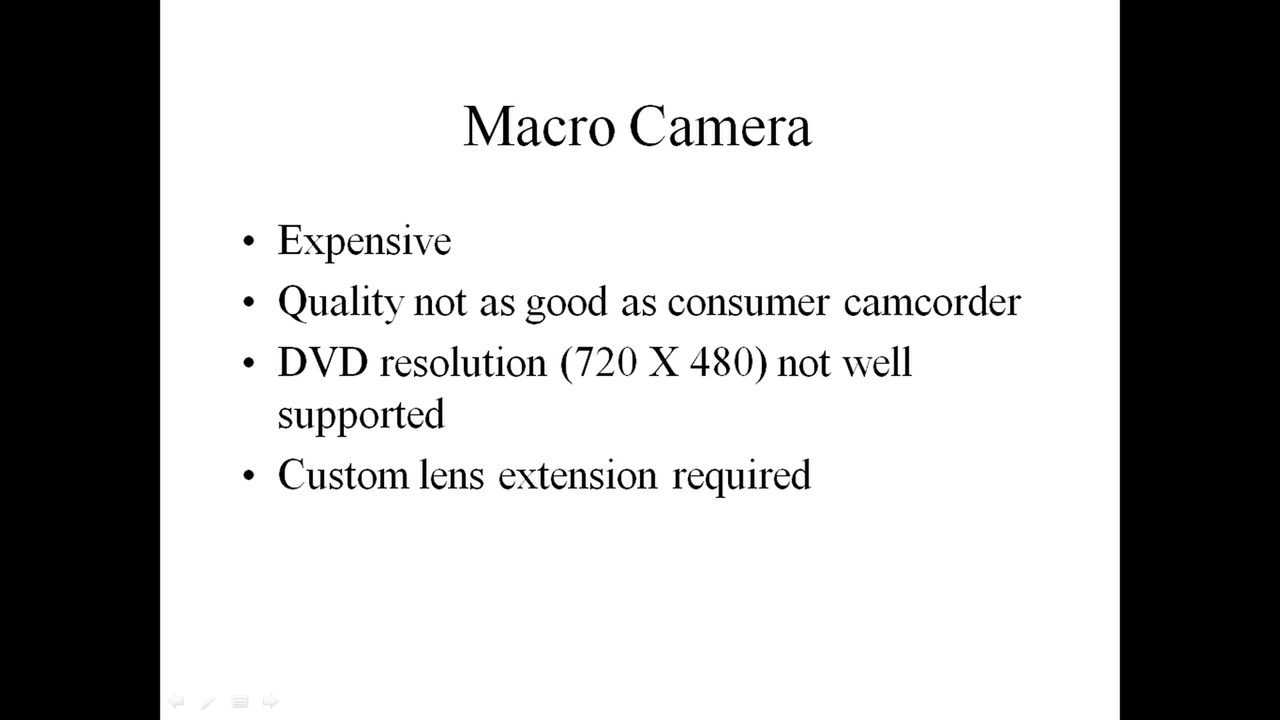 Macro Camera
• Expensive
• Quality not as good as consumer camcorder
• DVD resolution (720 X 480) not well
supported
• Custom lens extension required